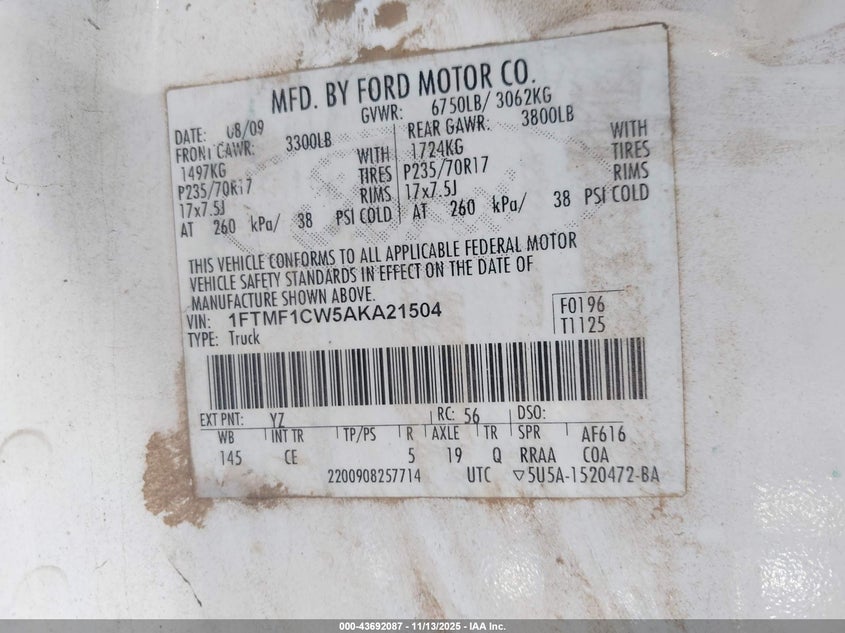 MFD. BY FORD MOTOR CO.
DATE: 08/09 GVWR: 6750LB/ 3062KG
FRONT GAWR: 3300LB REAR GAWR: 3800LB
1497KG WITH 1724KG WITH
P235/70R17 TIRES P235/70R17 TIRES
17x7.5J RIMS 17x7.5J RIMS
AT 260 kPa/ 38 PSI COLD AT 260 kPa/ 38 PSI COLD
THIS VEHICLE CONFORMS TO ALL APPLICABLE FEDERAL MOTOR
VEHICLE SAFETY STANDARDS IN EFFECT ON THE DATE OF
MANUFACTURE SHOWN ABOVE.
VIN: 1FTMF1CW5AKA21504 F0196
TYPE: Truck T1125
EXT PNT: YZ RC: 56 DSO:
WB INT TR TP/PS R AXLE TR SPR AF616
145 CE 5 19 Q RRAA COA
2200908257714 UTC ▽5U5A-1520472-BA
000-43692087 - 11/13/2025 - IAA Inc.